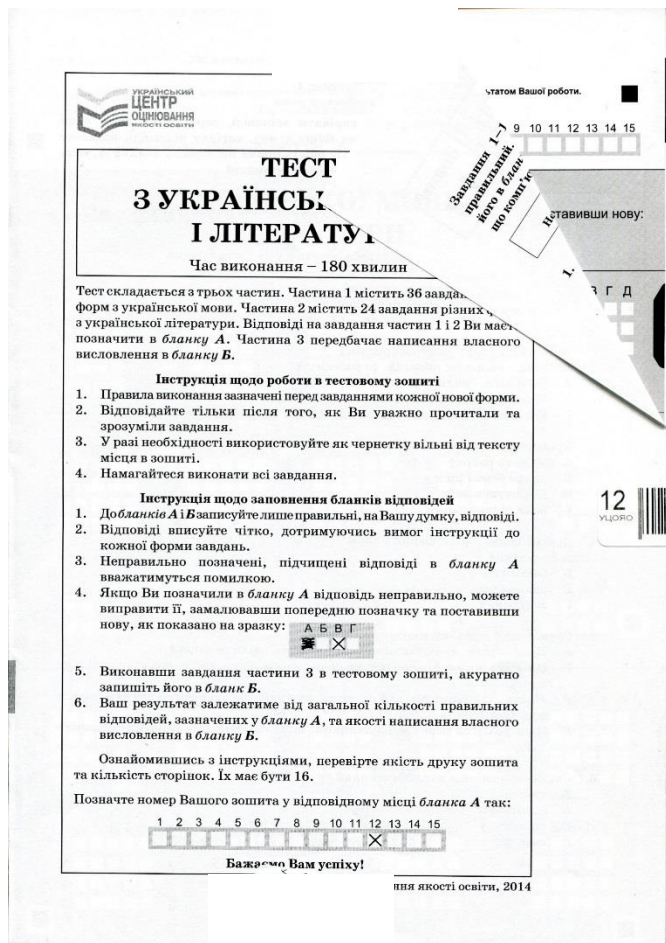 УКРАЇНСЬКИЙ
ЦЕНТР
ОЦІНЮВАННЯ
ЯКОСТІ ОСВІТИ
ТЕСТ
З УКРАЇНСЬ
І ЛІТЕРАТУ
Час виконання – 180 хвилин
Тест складається з трьох частин. Частина 1 містить 36
форм з української мови. Частина 2 містить 24 завдання різних
з української літератури. Відповіді на завдання частин 1 і 2 Ви
позначити в бланку А. Частина 3 передбачає написання власного
висловлення в бланку Б.
Інструкція щодо роботи в тестовому зошиті
1. Правила виконання зазначені перед завданнями кожної нової форми.
2. Відповідайте тільки після того, як Ви уважно прочитали та
зрозуміли завдання.
3. У разі необхідності використовуйте як чернетку вільні від тексту
місця в зошиті.
4. Намагайтеся виконати всі завдання.
Інструкція щодо заповнення бланків відповідей
1. До бланків А і Б записуйте лише правильні, на Вашу думку, відповіді.
2. Відповіді вписуйте чітко, дотримуючись вимог інструкції до
кожної форми завдань.
3. Неправильно позначені, підчищені відповіді в бланку А
вважатимуться помилкою.
4. Якщо Ви позначили в бланку А відповідь неправильно, можете
виправити її, замалювавши попередню позначку та поставивши
нову, як показано на зразку:
А Б В Г
5. Виконавши завдання частини 3 в тестовому зошиті, акуратно
запишіть його в бланк Б.
6. Ваш результат залежатиме від загальної кількості правильних
відповідей, зазначених у бланку А, та якості написання власного
висловлення в бланку Б.
Ознайомившись з інструкціями, перевірте якість друку зошита
та кількість сторінок. Їх має бути 16.
Позначте номер Вашого зошита у відповідному місці бланка А так:
1 2 3 4 5 6 7 8 9 10 11 12 13 14 15
Бажаємо Вам успіху!
ння якості освіти, 2014
татом Вашої роботи.
9 10 11 12 13 14 15
Завдання 1–1
правильний.
його в блан
що комп'ю
ставивши нову:
1.
Г Д
12
УЦОЯО